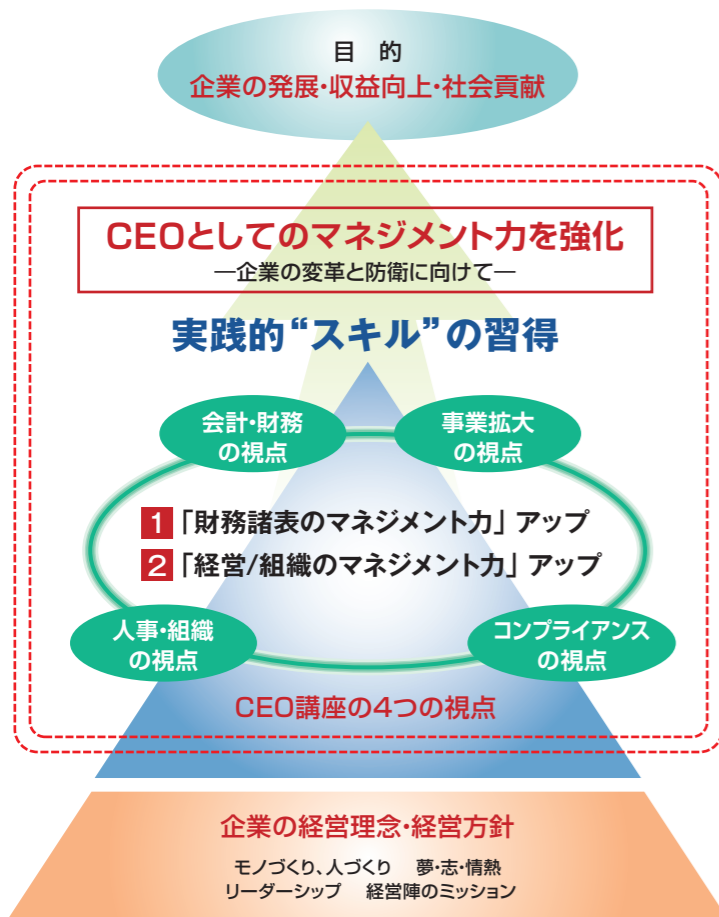 目 的
企業の発展・収益向上・社会貢献
CEOとしてのマネジメント力を強化
―企業の変革と防衛に向けて―
実践的“スキル”の習得
会計・財務
の視点
事業拡大
の視点
1 「財務諸表のマネジメント力」 アップ
2 「経営/組織のマネジメント力」 アップ
人事・組織
の視点
コンプライアンス
の視点
CEO講座の4つの視点
企業の経営理念・経営方針
モノづくり、人づくり 夢・志・情熱
リーダーシップ 経営陣のミッション